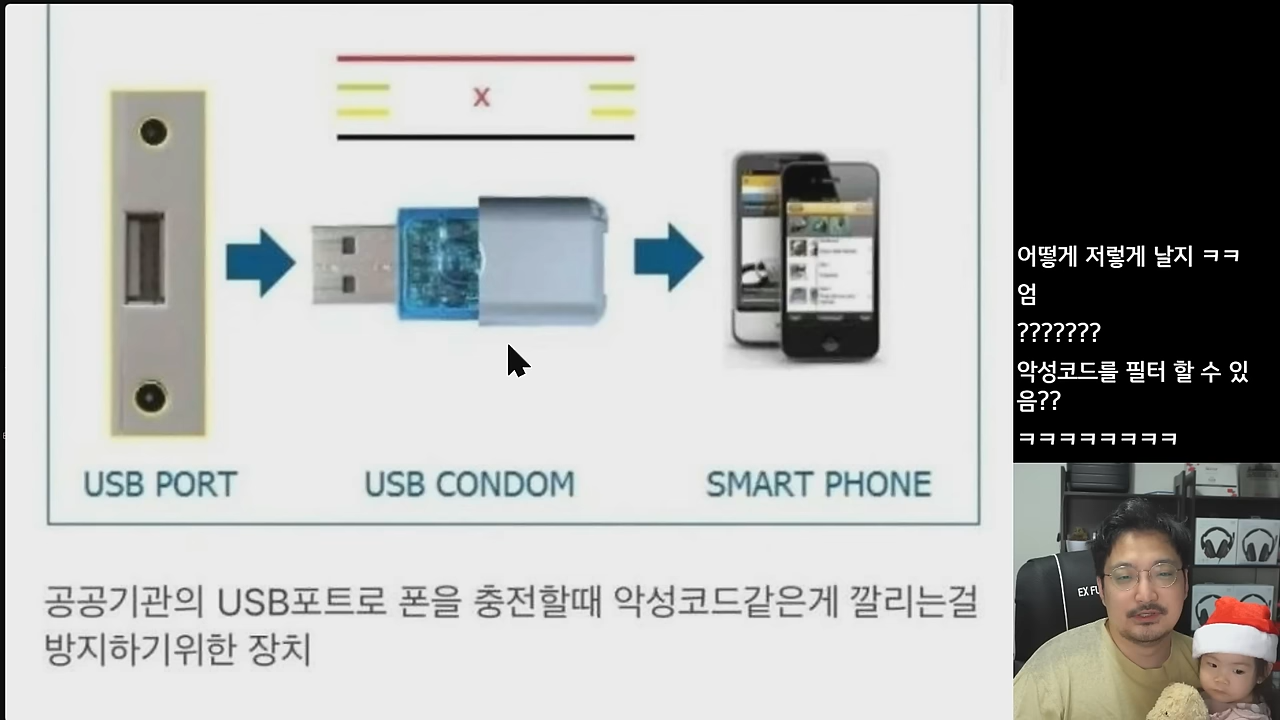 X
USB PORT
USB CONDOM
SMART PHONE
공공기관의 USB포트로 폰을 충전할때 악성코드같은게 깔리는걸
방지하기위한 장치
어떻게 저렇게 날지 ㅋㅋ
엄
???????
악성코드를 필터 할 수 있
음??
ㅋㅋㅋㅋㅋㅋㅋㅋ
EX FU